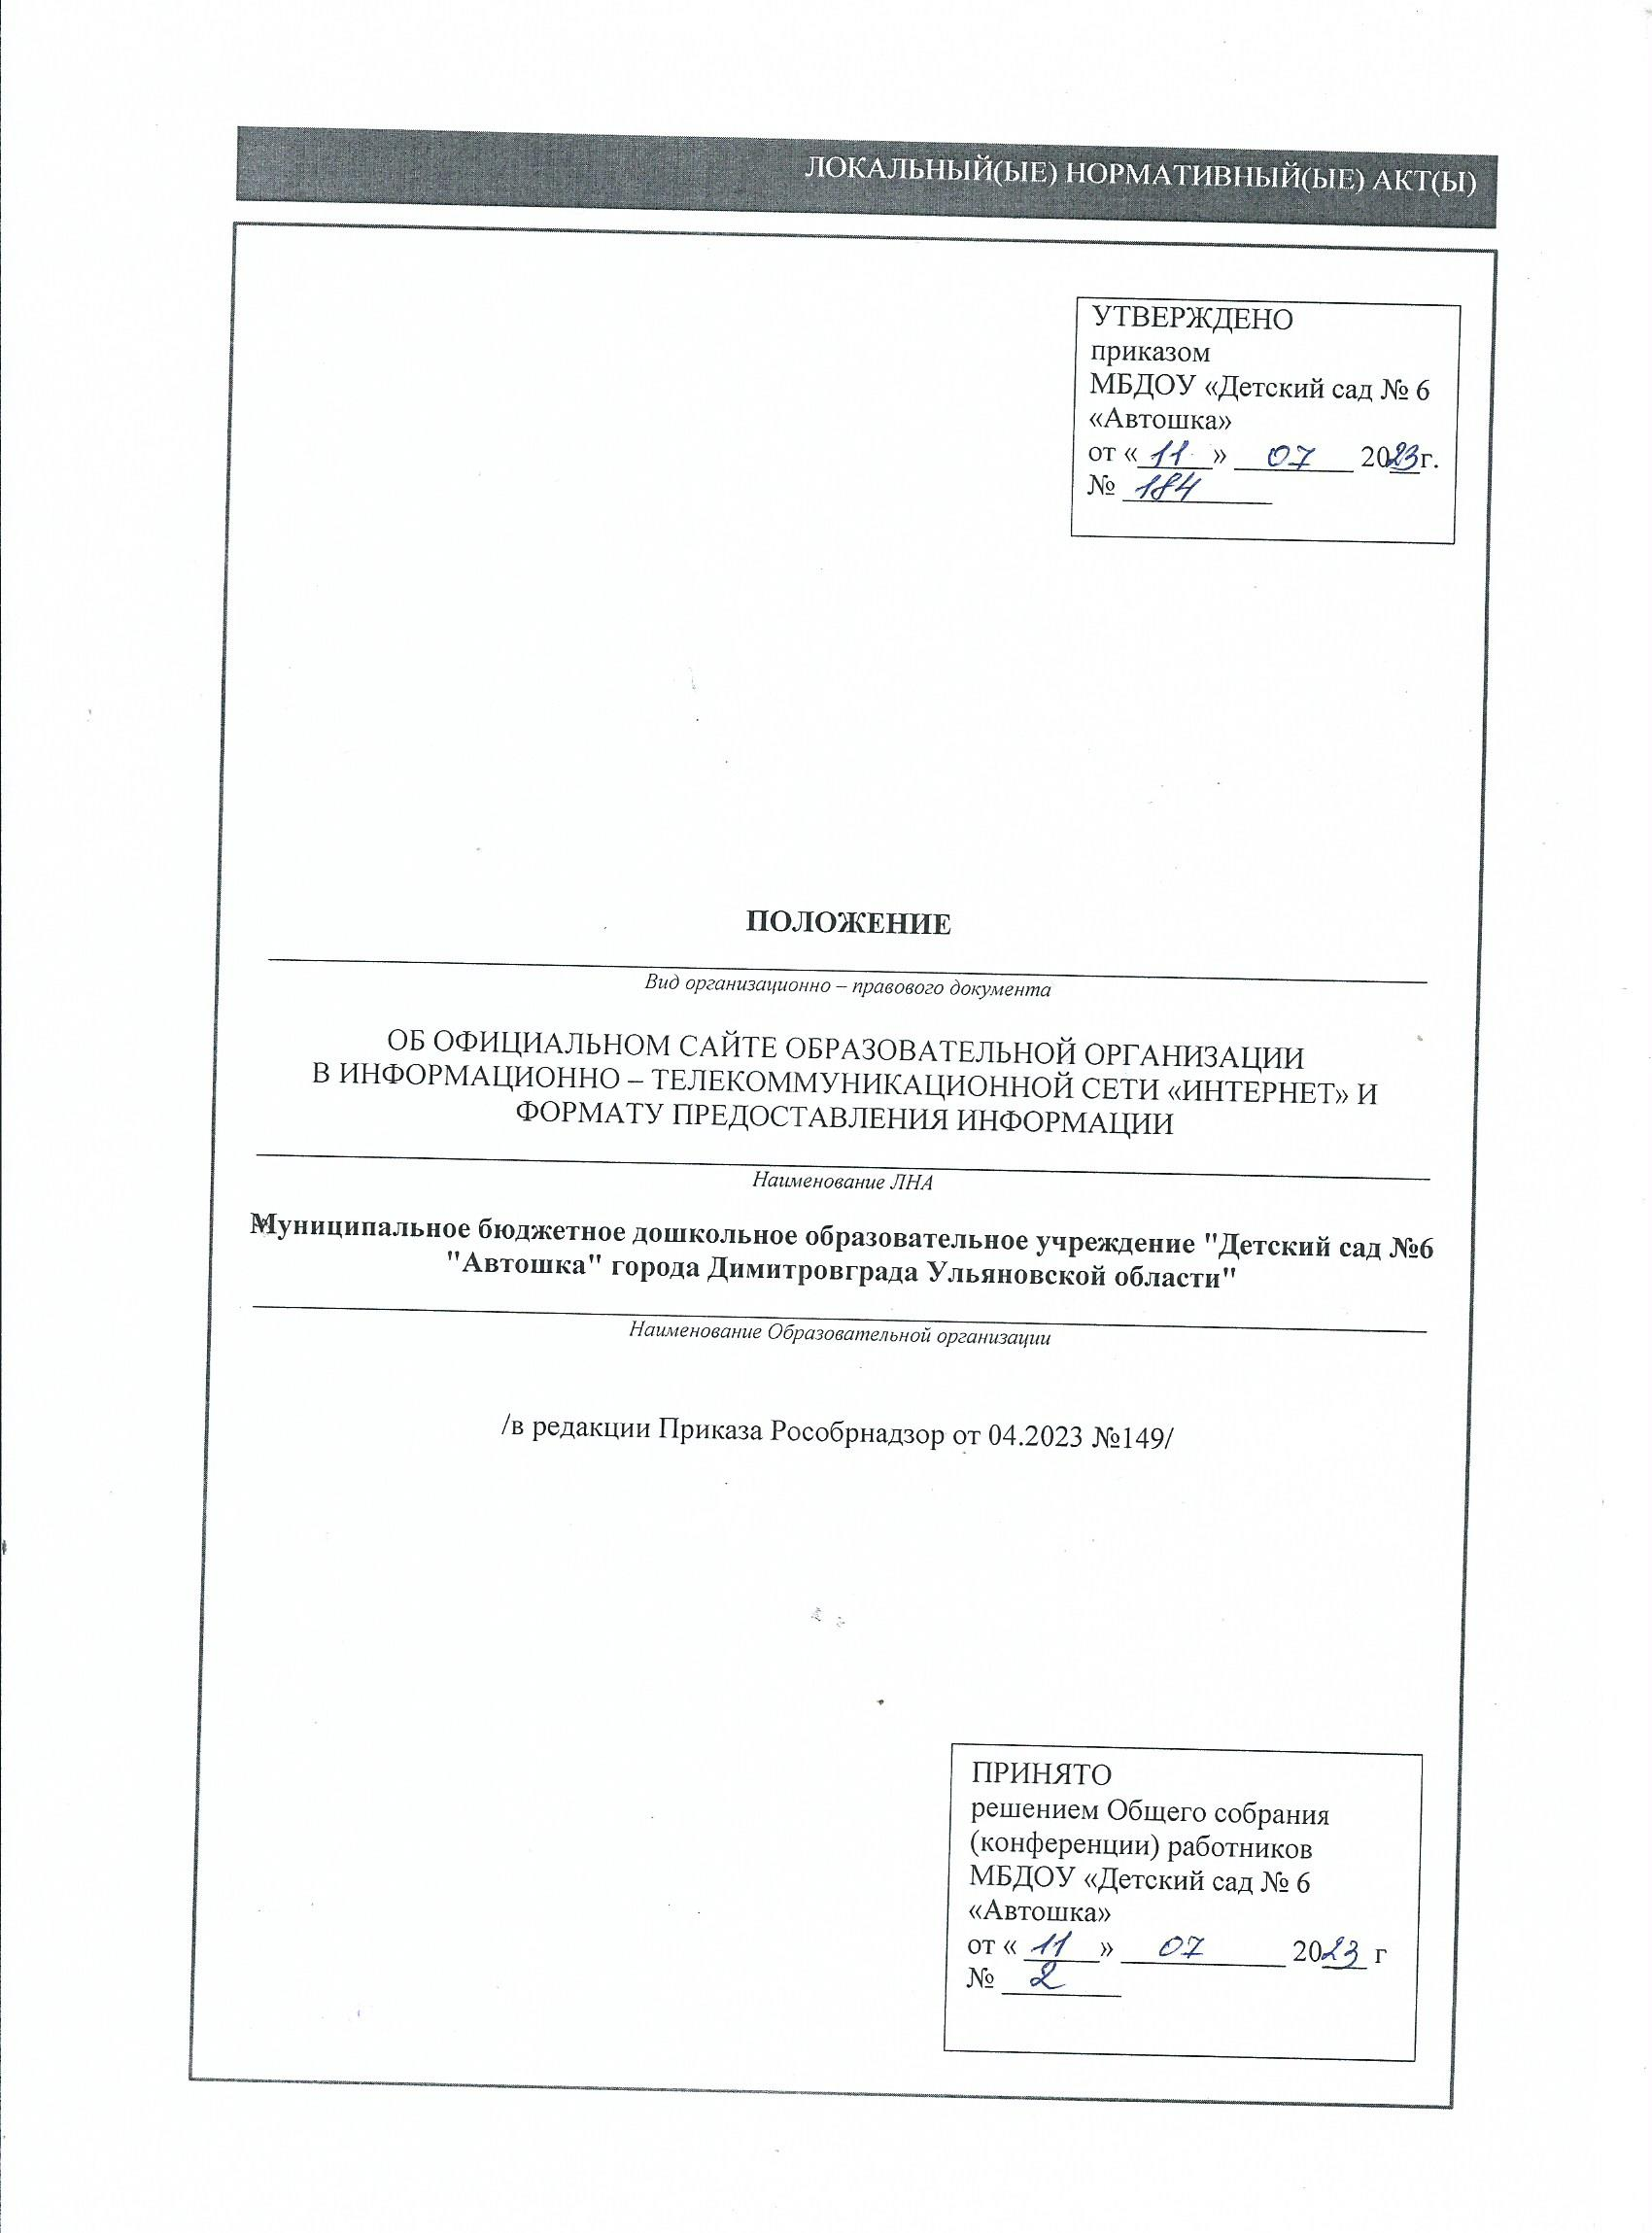 ЛОКАЛЬНЫЙ(ЫЕ) НОРМАТИВНЫЙ(ЫЕ) АКТ(Ы)
УТВЕРЖДЕНО
приказом
МБДОУ «Детский сад № 6
«Автошка»
от «11» 07 2023г.
№ 184
ПОЛОЖЕНИЕ
Вид организационно – правового документа
ОБ ОФИЦИАЛЬНОМ САЙТЕ ОБРАЗОВАТЕЛЬНОЙ ОРГАНИЗАЦИИ
В ИНФОРМАЦИОННО – ТЕЛЕКОММУНИКАЦИОННОЙ СЕТИ «ИНТЕРНЕТ» И
ФОРМАТУ ПРЕДОСТАВЛЕНИЯ ИНФОРМАЦИИ
Наименование ЛНА
Муниципальное бюджетное дошкольное образовательное учреждение "Детский сад №6
"Автошка" города Димитровграда Ульяновской области"
Наименование Образовательной организации
/в редакции Приказа Рособрнадзор от 04.2023 №149/
ПРИНЯТО
решением Общего собрания
(конференции) работников
МБДОУ «Детский сад № 6
«Автошка»
от « 11 » 07 2023 г
№ 2